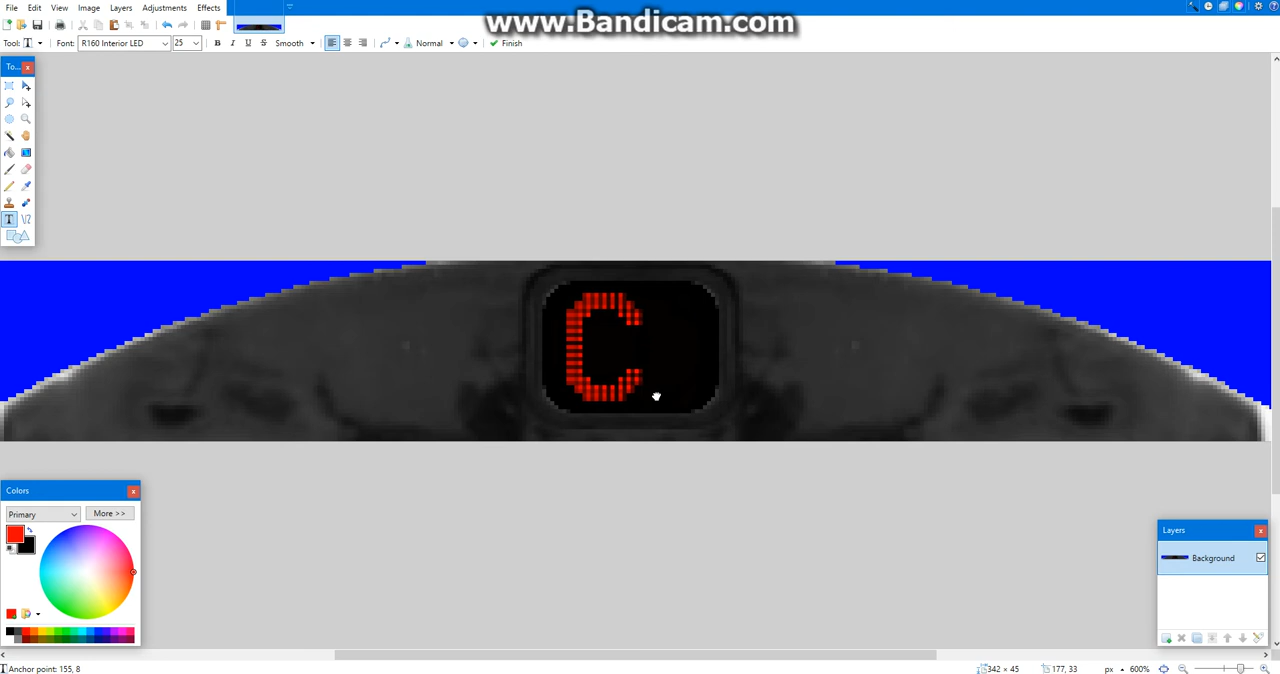 www.Bandicam.com
File Edit View Image Layers Adjustments Effects
Tool: T Font: R160 Interior LED 25 B I U S Smooth Normal Finish
To...
C
Colors
Primary More >>
Layers
Background
Anchor point: 155, 8 342 × 45 177, 33 px 600%